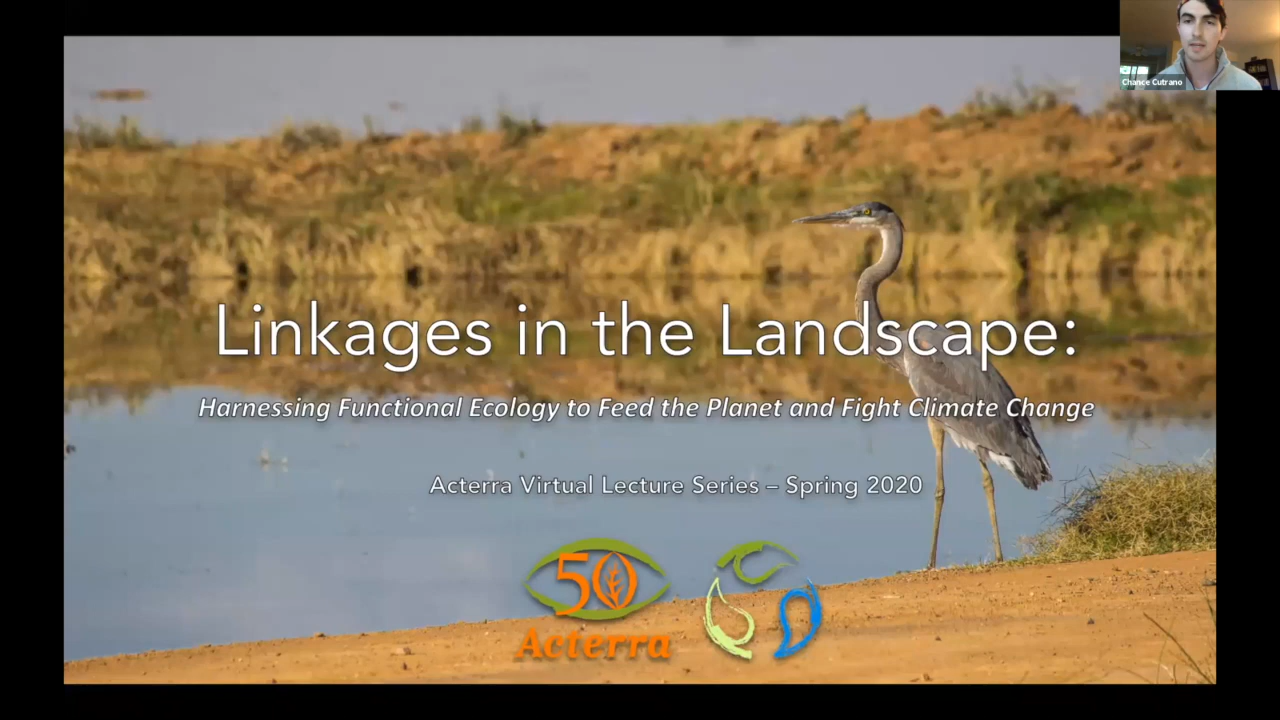 Chance Cutrano
Linkages in the Landscape:
Harnessing Functional Ecology to Feed the Planet and Fight Climate Change
Acterra Virtual Lecture Series – Spring 2020
50
Acterra